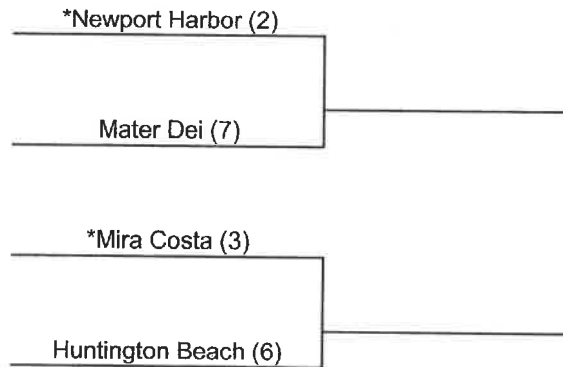 *Newport Harbor (2)
Mater Dei (7)
*Mira Costa (3)
Huntington Beach (6)